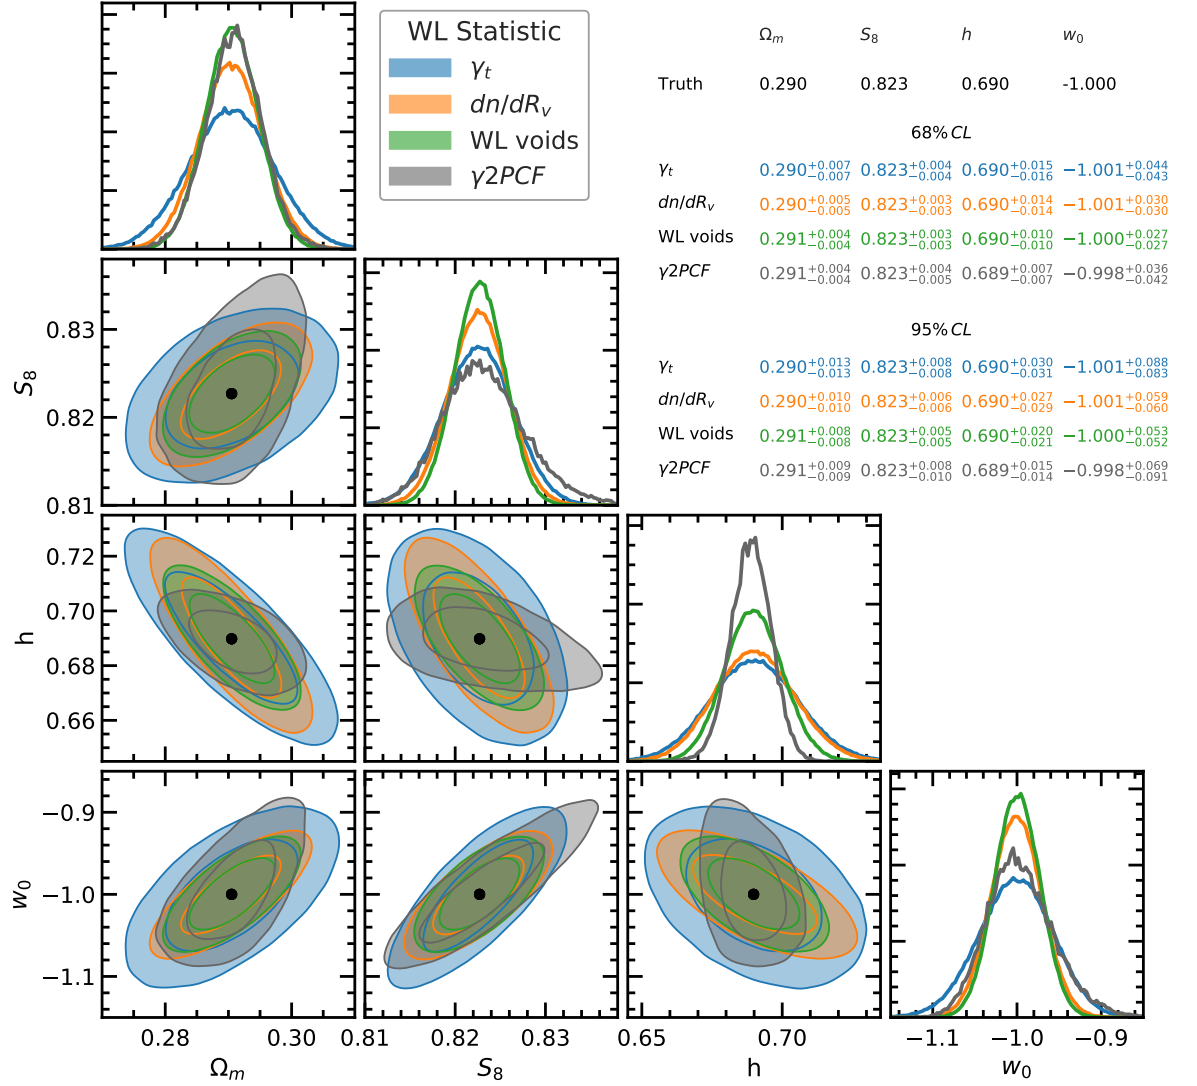 WL Statistic
γt
dn/dRv
WL voids
γ2PCF
Ωm S8 h w0
Truth 0.290 0.823 0.690 -1.000
68% CL
γt 0.290+0.007−0.007 0.823+0.004−0.004 0.690+0.015−0.016 −1.001+0.044−0.043
dn/dRv 0.290+0.005−0.005 0.823+0.003−0.003 0.690+0.014−0.014 −1.001+0.030−0.030
WL voids 0.291+0.004−0.004 0.823+0.003−0.003 0.690+0.010−0.010 −1.000+0.027−0.027
γ2PCF 0.291+0.004−0.004 0.823+0.004−0.005 0.689+0.007−0.007 −0.998+0.036−0.042
95% CL
γt 0.290+0.013−0.013 0.823+0.008−0.008 0.690+0.030−0.031 −1.001+0.088−0.083
dn/dRv 0.290+0.010−0.010 0.823+0.006−0.006 0.690+0.027−0.029 −1.001+0.059−0.060
WL voids 0.291+0.008−0.008 0.823+0.005−0.005 0.690+0.020−0.021 −1.000+0.053−0.052
γ2PCF 0.291+0.009−0.009 0.823+0.008−0.010 0.689+0.015−0.014 −0.998+0.069−0.091
S8
0.83
0.82
0.81
h
0.72
0.70
0.68
0.66
w0
−0.9
−1.0
−1.1
0.28 0.30 0.81 0.82 0.83 0.65 0.70 −1.1 −1.0 −0.9
Ωm S8 h w0